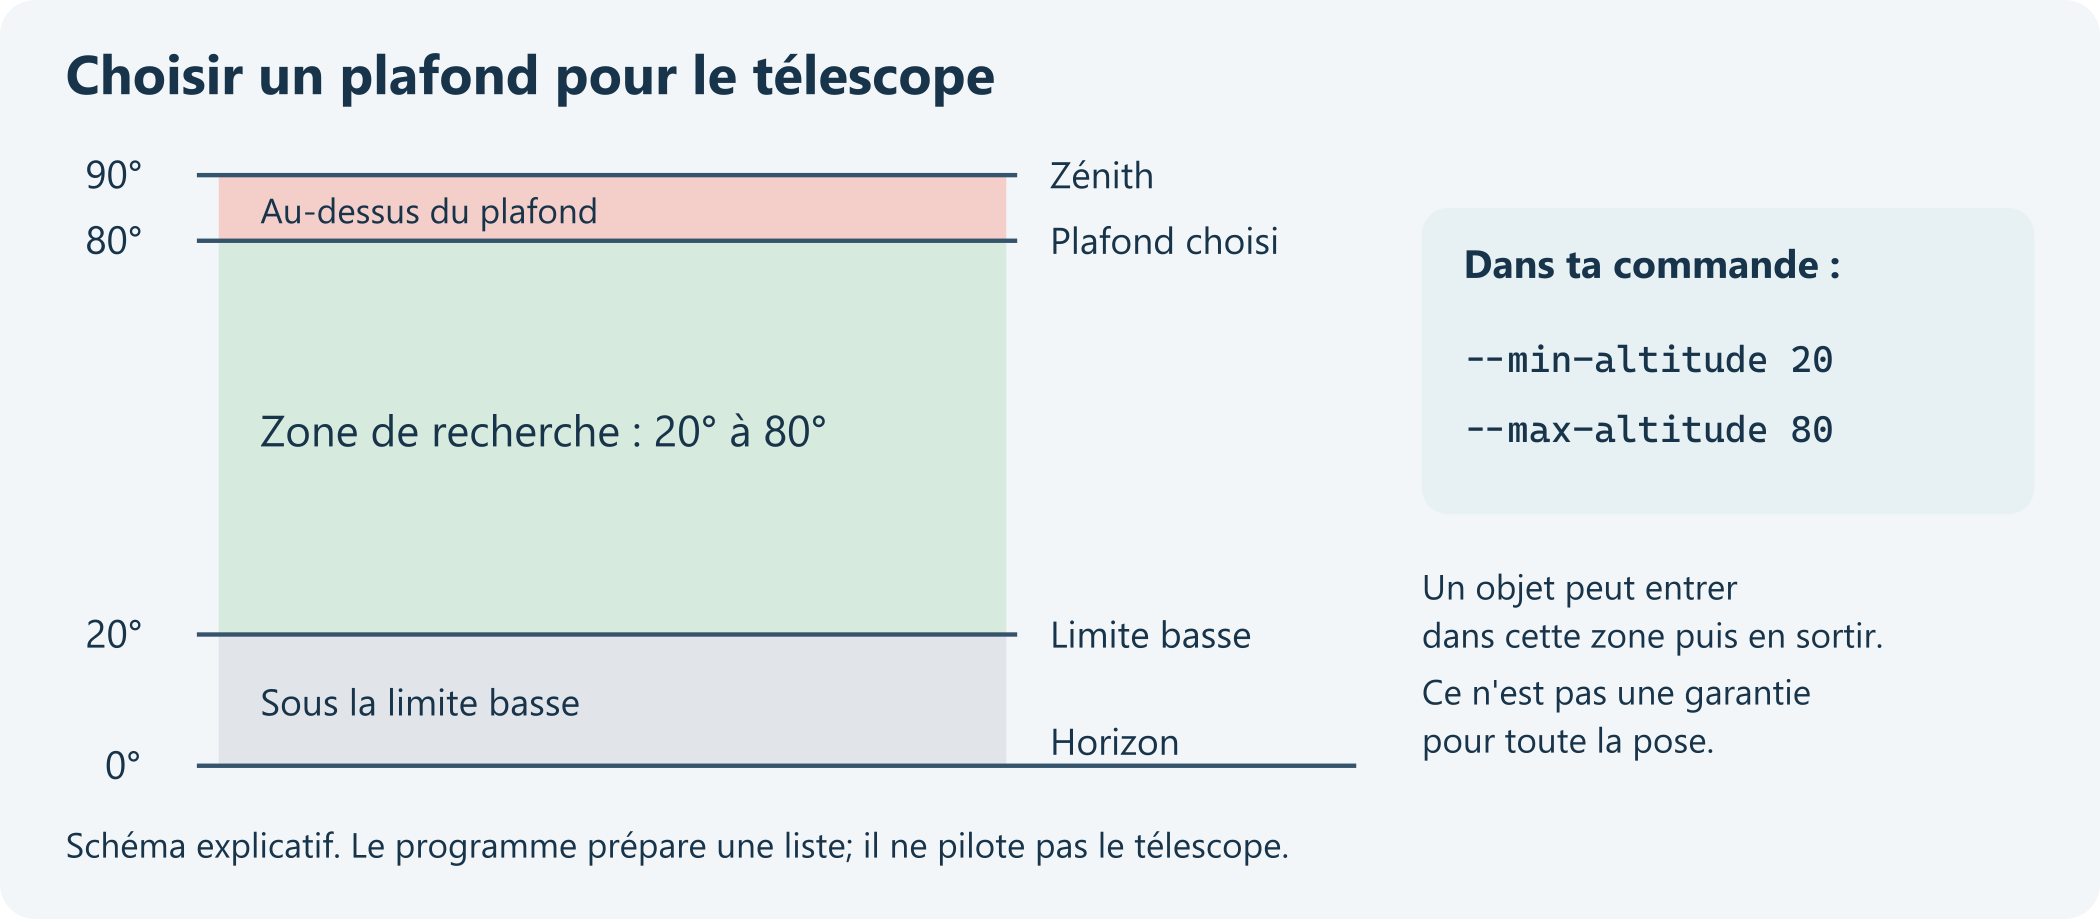 Choisir un plafond pour le télescope
90°
Zénith
Au-dessus du plafond
80°
Plafond choisi
Zone de recherche : 20° à 80°
20°
Limite basse
Sous la limite basse
Horizon
0°
Dans ta commande :
--min-altitude 20
--max-altitude 80
Un objet peut entrer
dans cette zone puis en sortir.
Ce n'est pas une garantie
pour toute la pose.
Schéma explicatif. Le programme prépare une liste; il ne pilote pas le télescope.